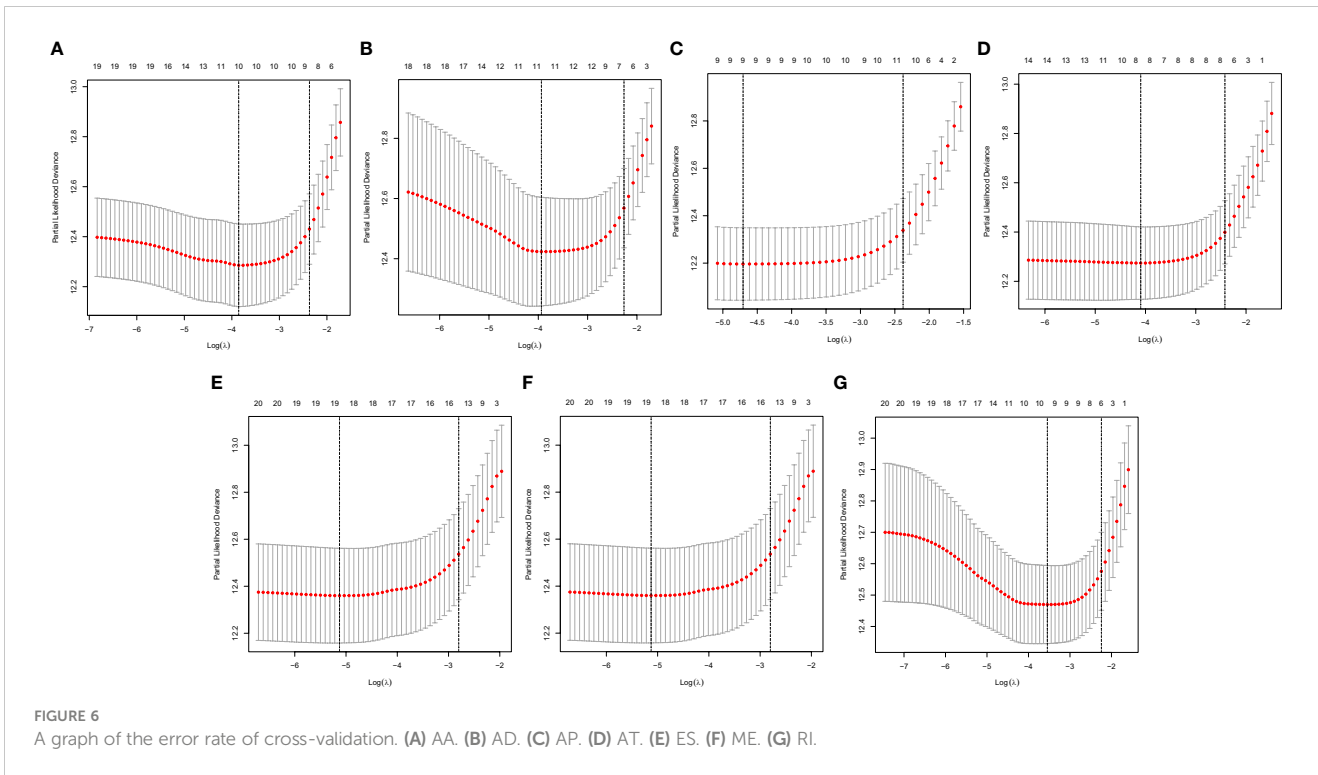 A
19 19 19 19 16 14 13 11 10 10 10 10 10 9 8 6
Partial Likelihood Deviance
13.0
12.8
12.6
12.4
12.2
−7 −6 −5 −4 −3 −2
Log(λ)
B
18 18 18 17 14 12 11 11 11 12 12 9 7 6 3
Partial Likelihood Deviance
12.8
12.6
12.4
−6 −5 −4 −3 −2
Log(λ)
C
9 9 9 9 9 9 9 9 10 10 10 10 11 10 6 4 2
Partial Likelihood Deviance
12.8
12.6
12.4
12.2
−5.0 −4.5 −4.0 −3.5 −3.0 −2.5 −2.0 −1.5
Log(λ)
D
14 14 13 13 11 10 8 8 7 8 8 8 8 6 3 1
Partial Likelihood Deviance
12.8
12.6
12.4
12.2
−6 −5 −4 −3 −2
Log(λ)
E
20 20 19 19 19 18 18 17 17 16 16 13 9 3
Partial Likelihood Deviance
13.0
12.8
12.6
12.4
12.2
−6 −5 −4 −3 −2
Log(λ)
F
20 20 19 19 19 18 18 17 17 16 16 13 9 3
Partial Likelihood Deviance
13.0
12.8
12.6
12.4
12.2
−6 −5 −4 −3 −2
Log(λ)
G
20 20 19 19 18 17 17 14 11 10 10 9 9 9 8 6 3 1
Partial Likelihood Deviance
13.0
12.9
12.8
12.7
12.6
12.5
12.4
−7 −6 −5 −4 −3 −2
Log(λ)
FIGURE 6
A graph of the error rate of cross-validation. (A) AA. (B) AD. (C) AP. (D) AT. (E) ES. (F) ME. (G) RI.